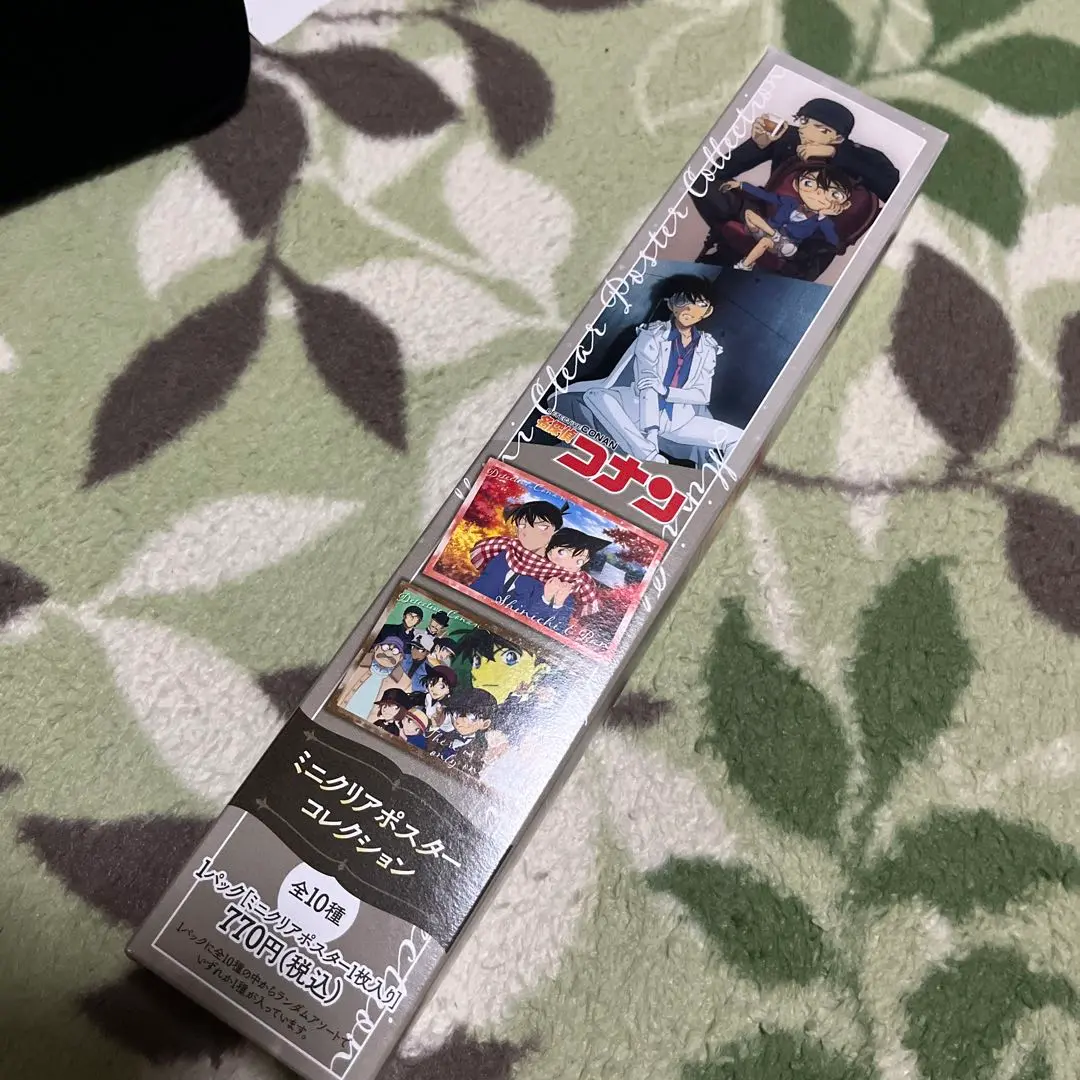 Mini Clear Poster Collection
DETECTIVE CONAN
名探偵
コナン
Detective Conan
Shinichi & Ran
Detective Conan
ミニクリアポスター
コレクション
全10種
1パック[ミニクリアポスター1枚入り]
770円(税込)
1パックに全10種の中からランダムアソートで
いずれか1種が入っています。